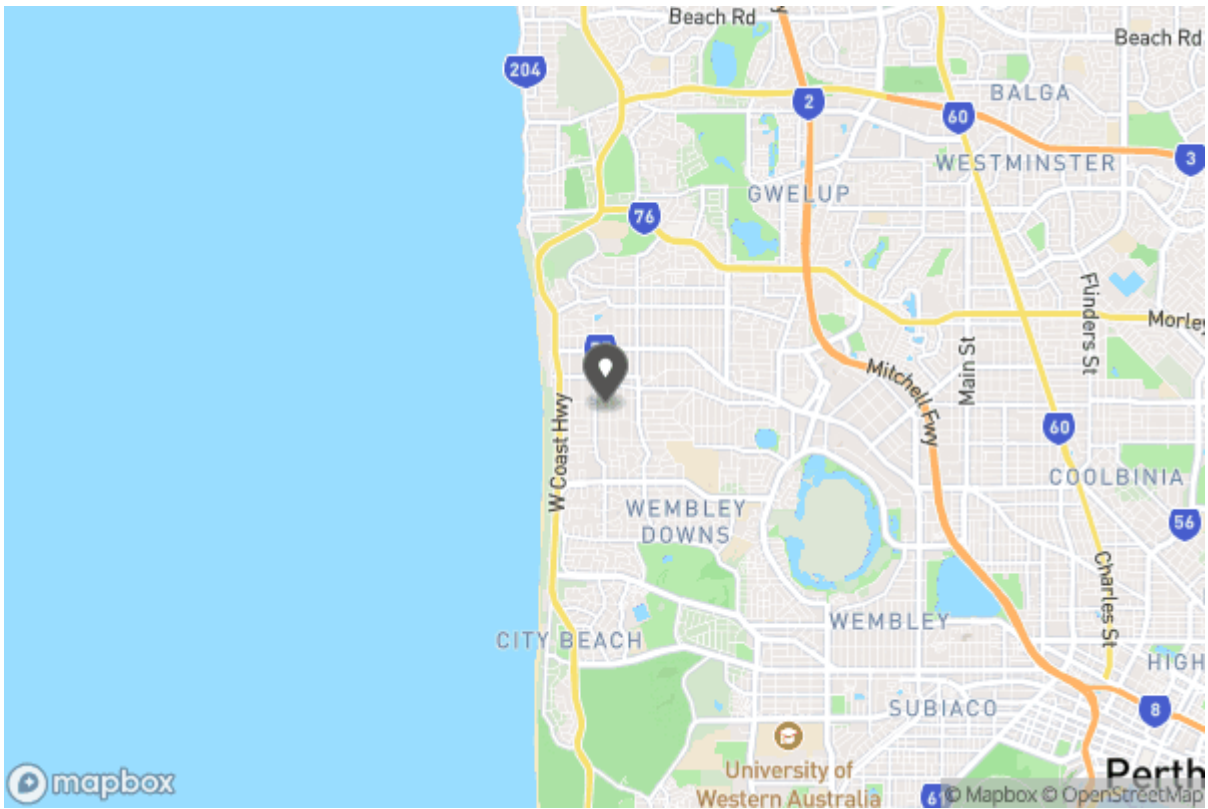 Beach Rd
Beach Rd
204
2
BALGA
60
WESTMINSTER
3
GWELUP
76
Flinders St
Morley
Main St
Mitchell Fwy
W Coast Hwy
60
COOLBINIA
WEMBLEY
DOWNS
56
Charles St
WEMBLEY
CITY BEACH
HIGH
SUBIACO
8
University of
Western Australia
Perth
mapbox
© Mapbox © OpenStreetMap